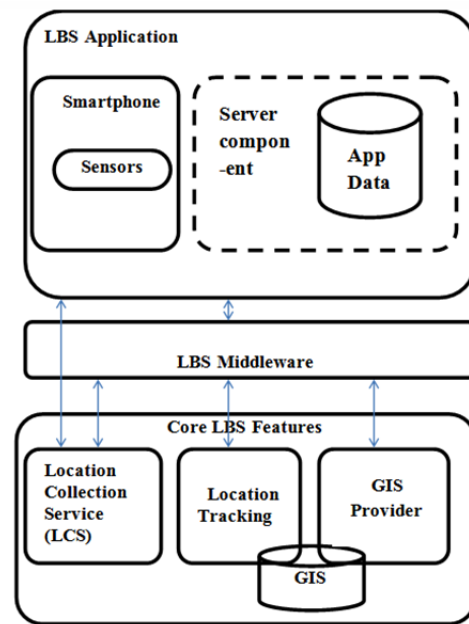 LBS Application
Smartphone
Sensors
Server
compon
-ent
App
Data
LBS Middleware
Core LBS Features
Location
Collection
Service
(LCS)
Location
Tracking
GIS
Provider
GIS